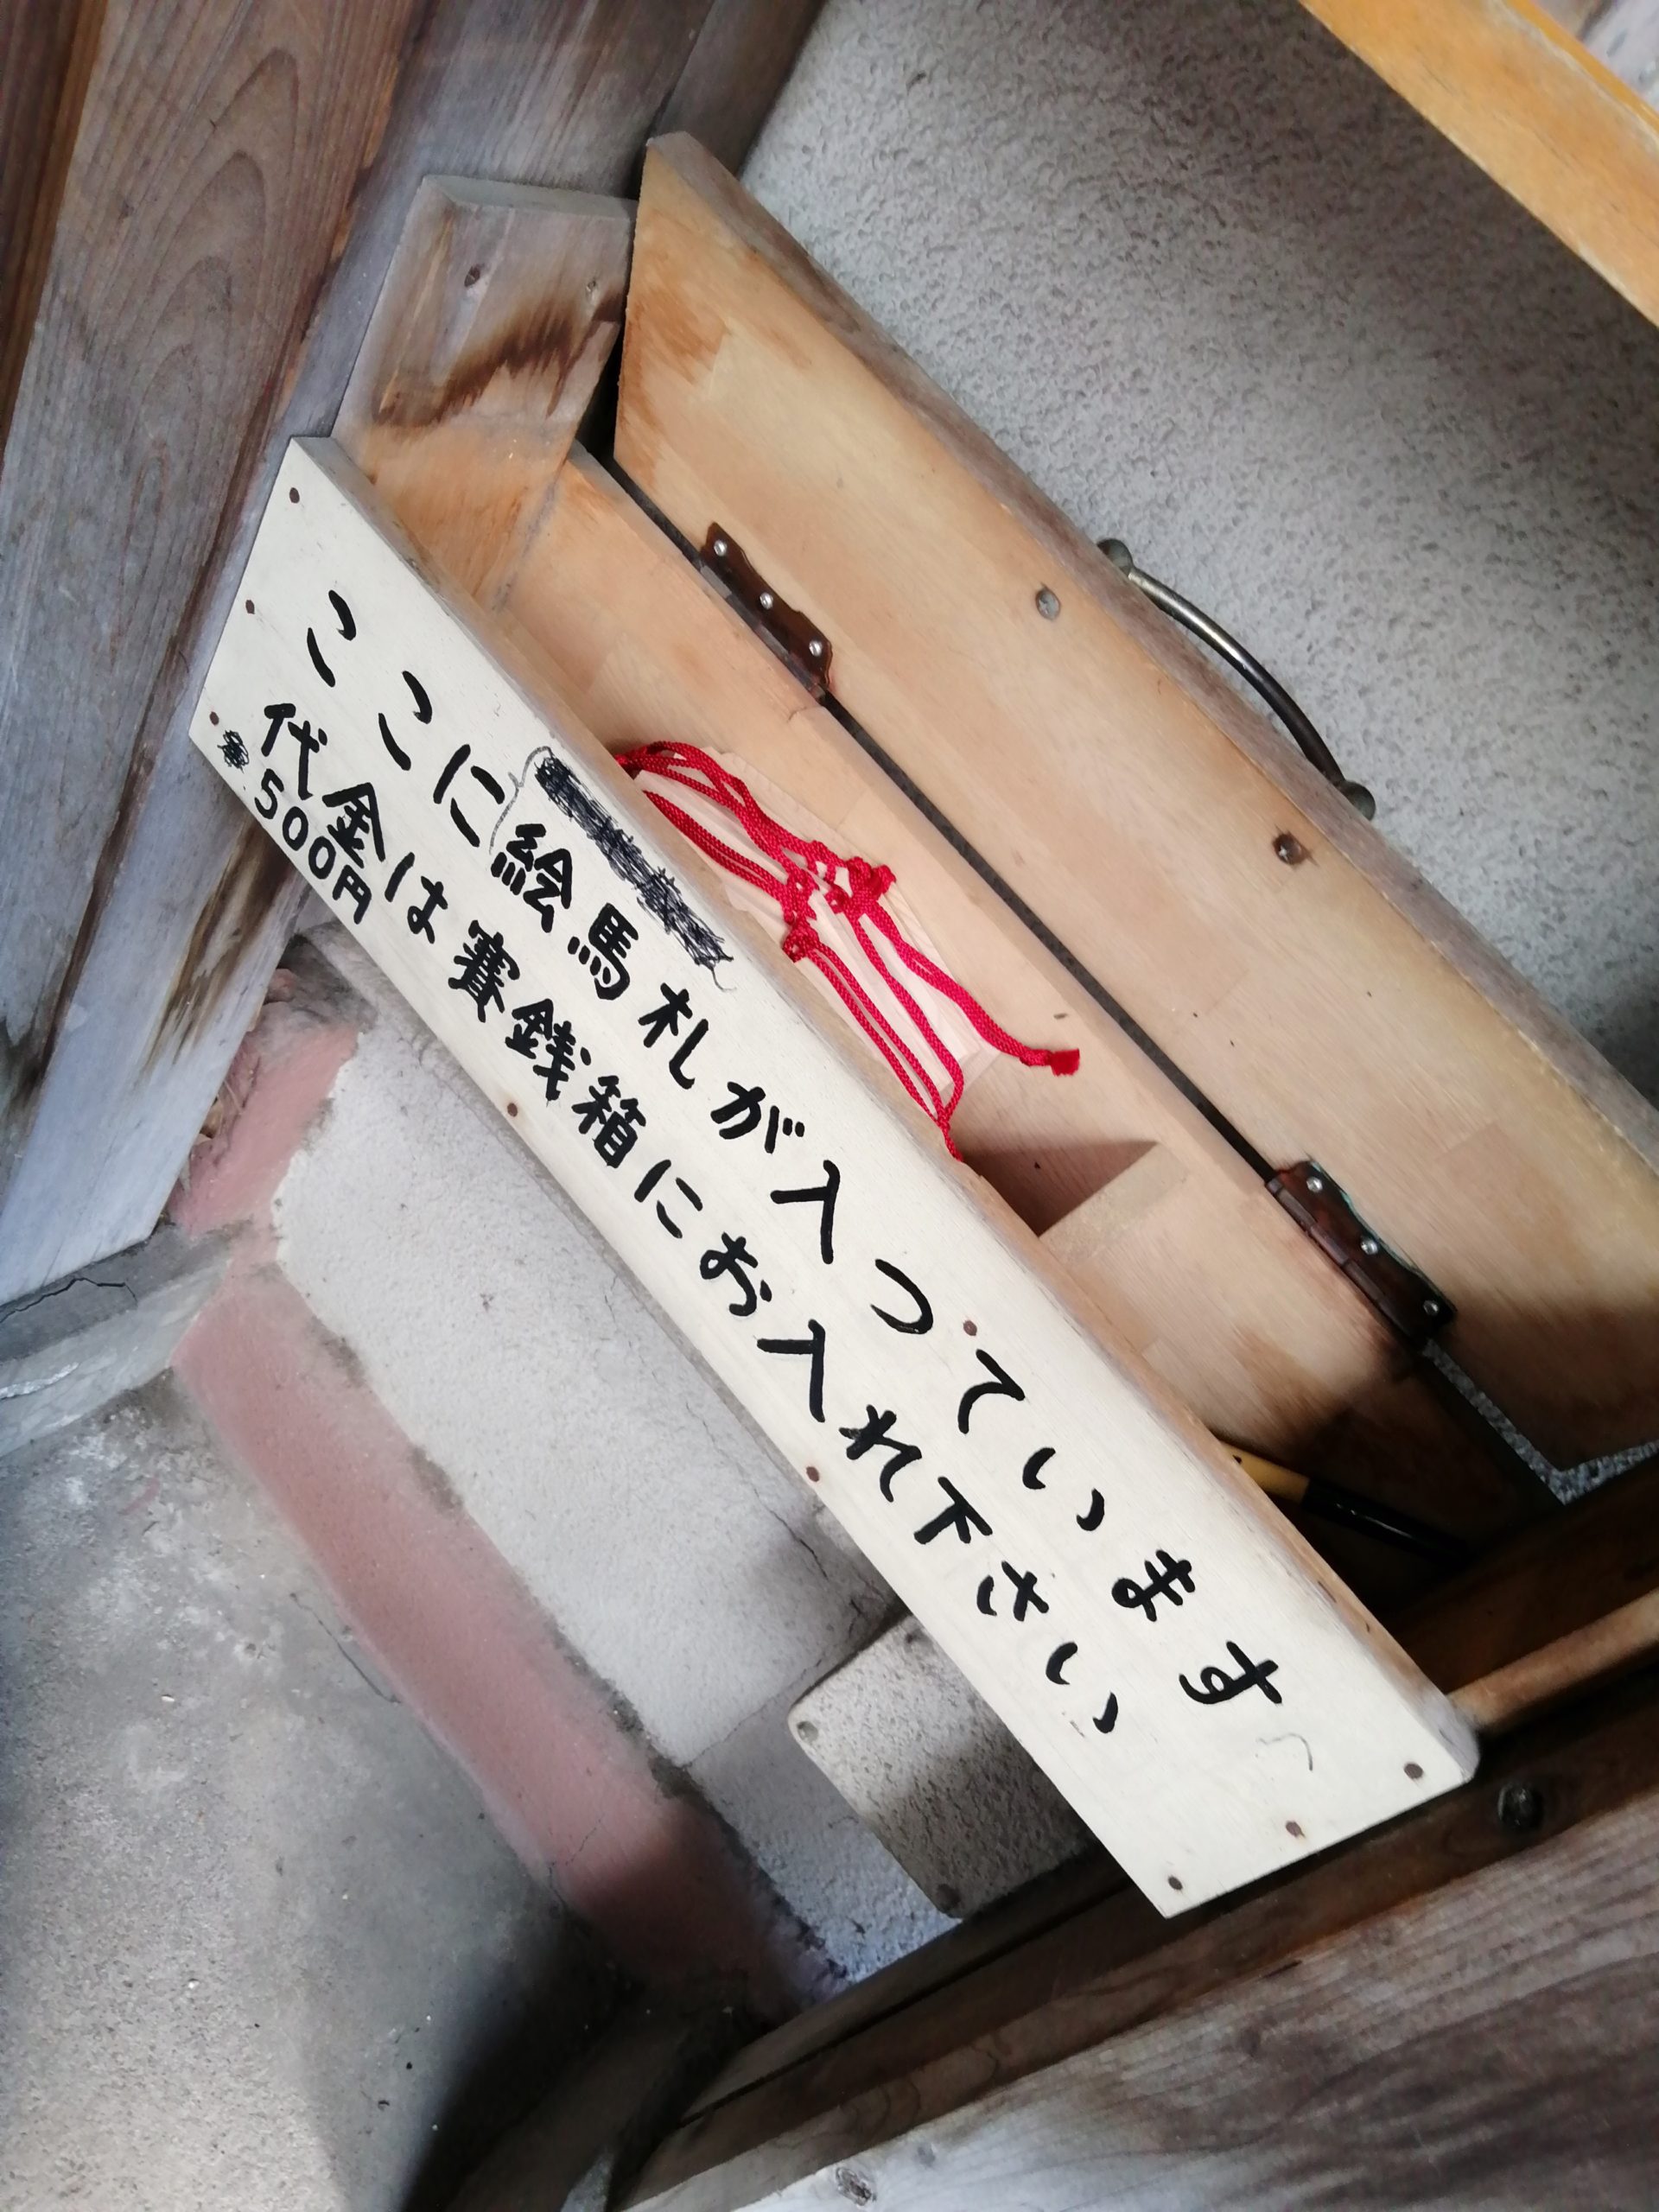 ここに絵馬札が入っています
代金は賽銭箱にお入れ下さい
500円